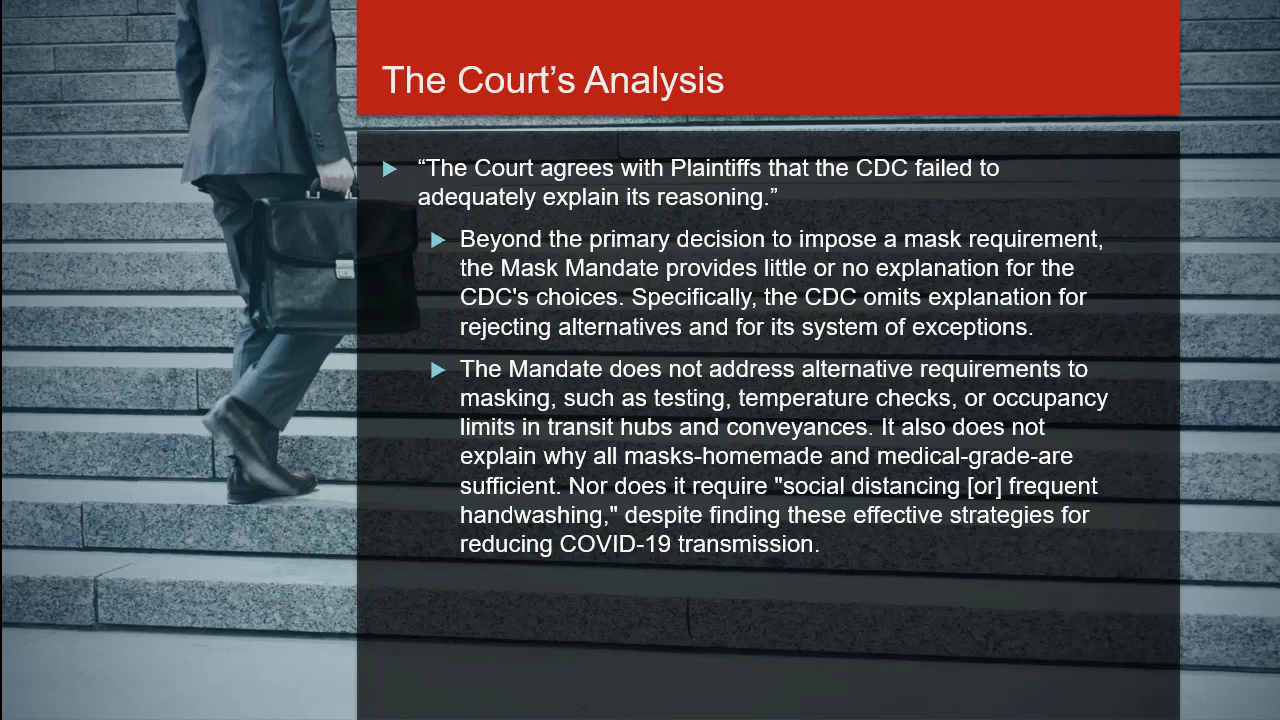 The Court’s Analysis
“The Court agrees with Plaintiffs that the CDC failed to
adequately explain its reasoning.”
Beyond the primary decision to impose a mask requirement,
the Mask Mandate provides little or no explanation for the
CDC's choices. Specifically, the CDC omits explanation for
rejecting alternatives and for its system of exceptions.
The Mandate does not address alternative requirements to
masking, such as testing, temperature checks, or occupancy
limits in transit hubs and conveyances. It also does not
explain why all masks-homemade and medical-grade-are
sufficient. Nor does it require "social distancing [or] frequent
handwashing," despite finding these effective strategies for
reducing COVID-19 transmission.